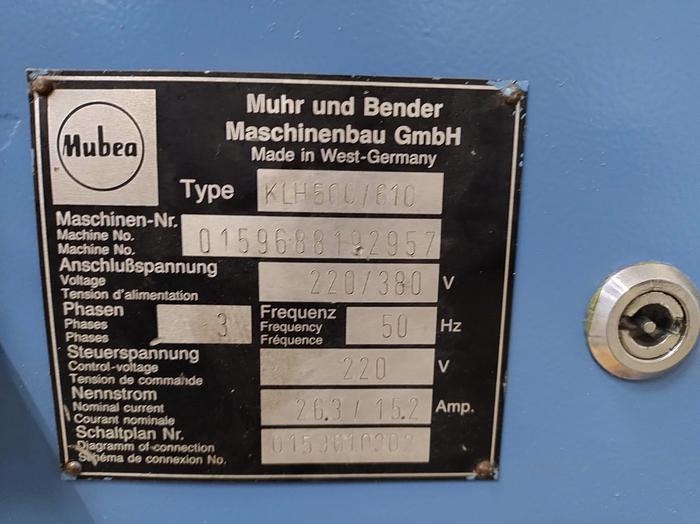 Mubea
Muhr und Bender
Maschinenbau GmbH
Made in West-Germany
Type KLH500/610
Maschinen-Nr.
Machine No.
Machine No.
0159688192957
Anschlußspannung
Voltage
Tension d'alimentation
220/380 V
Phasen
Phases
Phases
3
Frequenz
Frequency
Fréquence
50 Hz
Steuerspannung
Control-voltage
Tension de commande
220 V
Nennstrom
Nominal current
Courant nominale
26.3/15.2 Amp.
Schaltplan Nr.
Diagramm of connection
Schéma de connexion No.